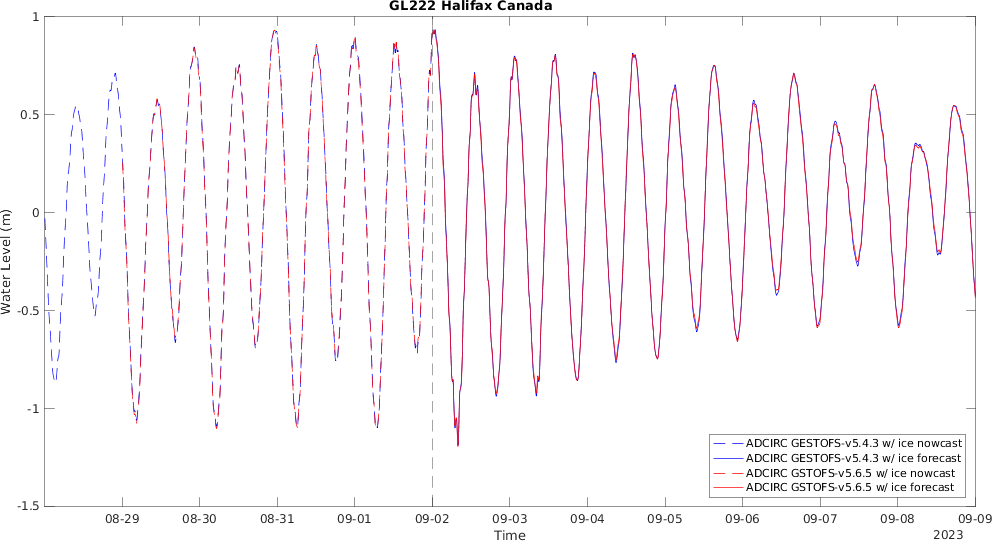 GL222 Halifax Canada
1
0.5
0
-0.5
-1
-1.5
Water Level (m)
ADCIRC GESTOFS-v5.4.3 w/ ice nowcast
ADCIRC GESTOFS-v5.4.3 w/ ice forecast
ADCIRC GSTOFS-v5.6.5 w/ ice nowcast
ADCIRC GSTOFS-v5.6.5 w/ ice forecast
08-29 08-30 08-31 09-01 09-02 09-03 09-04 09-05 09-06 09-07 09-08 09-09
Time
2023